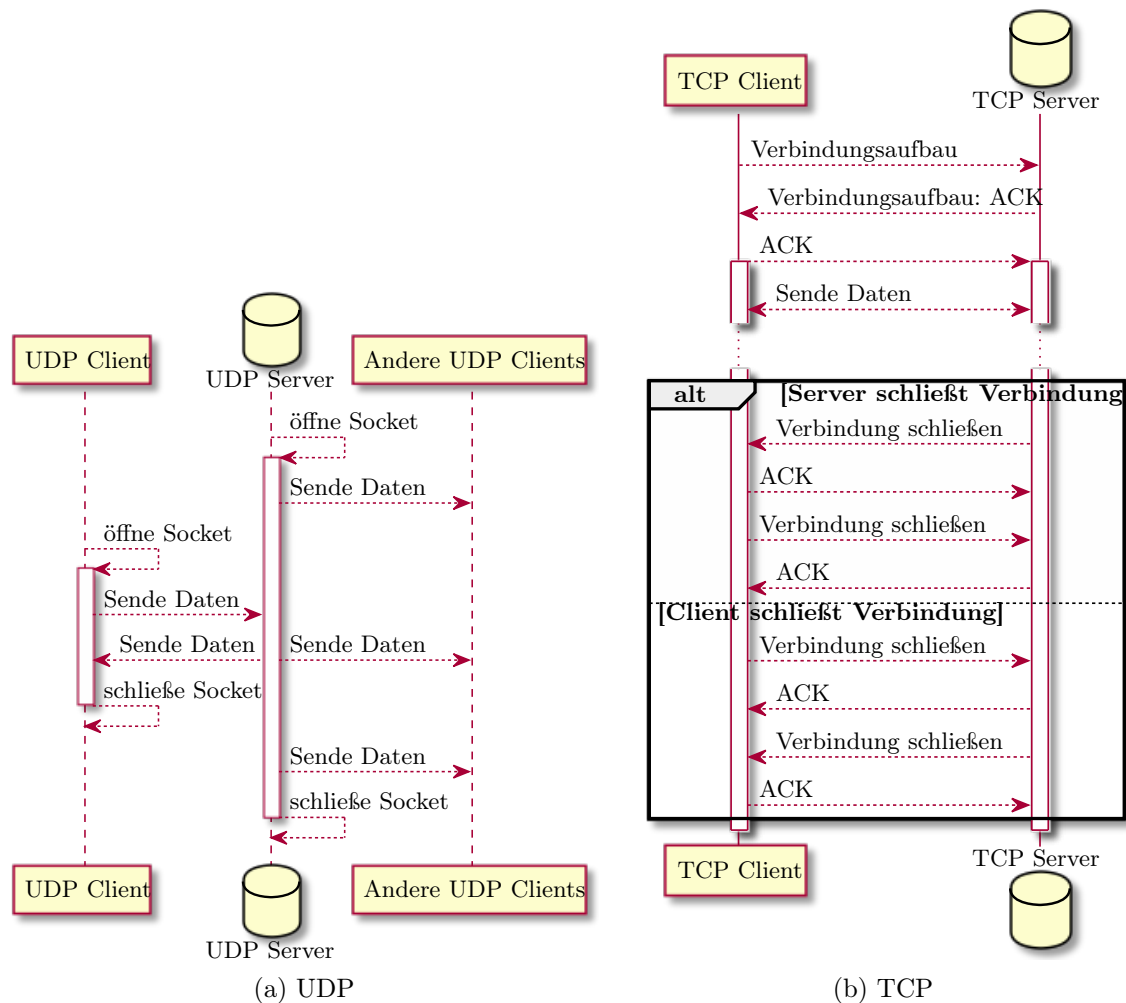 UDP Client
UDP Server
Andere UDP Clients
öffne Socket
Sende Daten
öffne Socket
Sende Daten
Sende Daten
Sende Daten
schließe Socket
Sende Daten
schließe Socket
UDP Client
UDP Server
Andere UDP Clients
(a) UDP
TCP Client
TCP Server
Verbindungsaufbau
Verbindungsaufbau: ACK
ACK
Sende Daten
alt
[Server schließt Verbindung
Verbindung schließen
ACK
Verbindung schließen
ACK
[Client schließt Verbindung]
Verbindung schließen
ACK
Verbindung schließen
ACK
TCP Client
TCP Server
(b) TCP